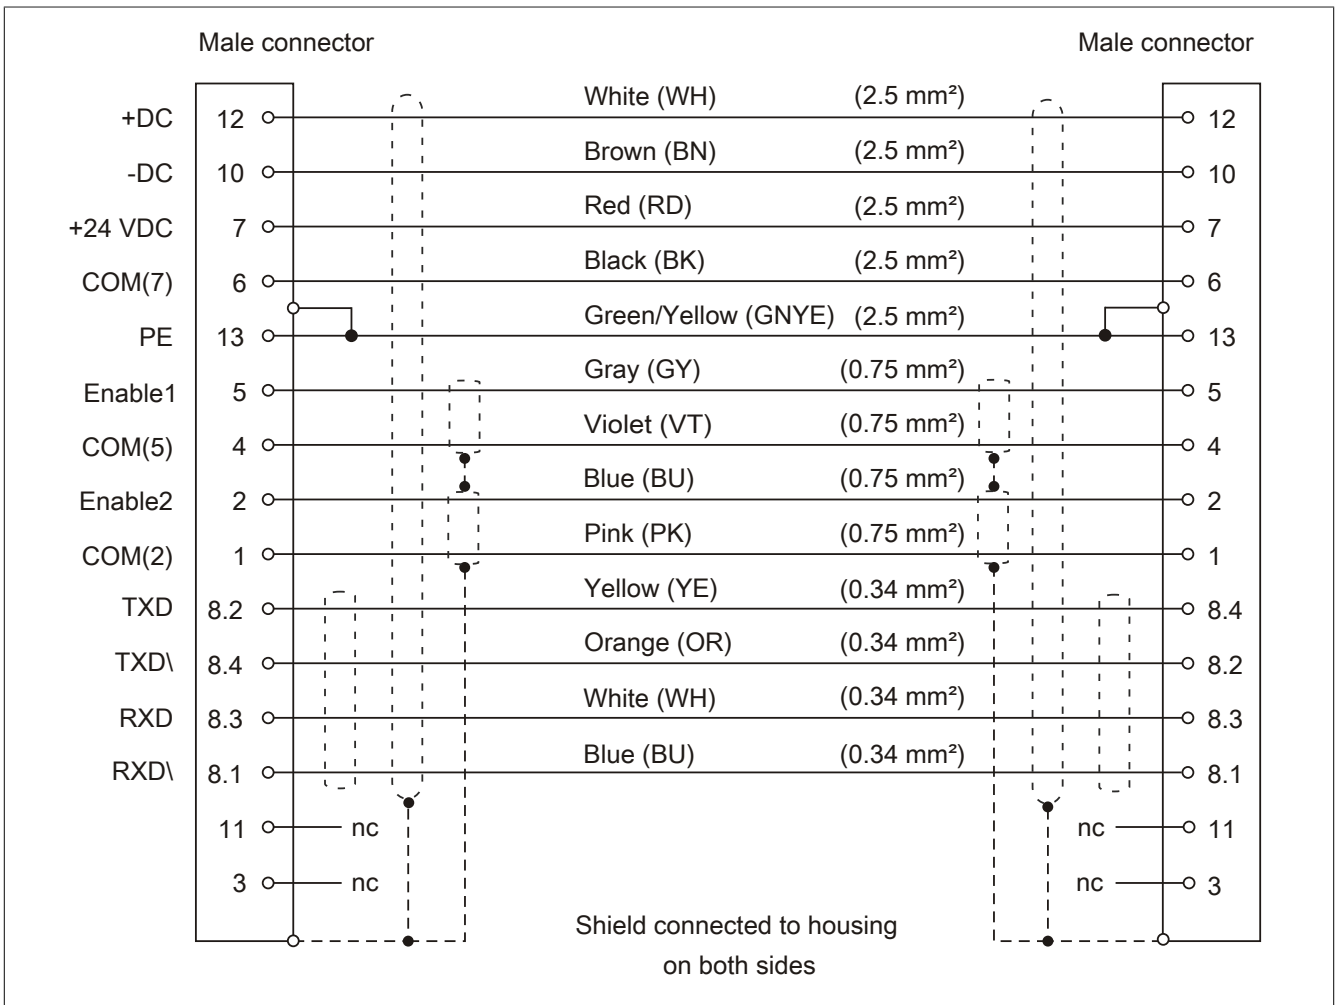 Male connector Male connector
+DC 12 White (WH) (2.5 mm²) 12
-DC 10 Brown (BN) (2.5 mm²) 10
+24 VDC 7 Red (RD) (2.5 mm²) 7
COM(7) 6 Black (BK) (2.5 mm²) 6
PE 13 Green/Yellow (GNYE) (2.5 mm²) 13
Enable1 5 Gray (GY) (0.75 mm²) 5
COM(5) 4 Violet (VT) (0.75 mm²) 4
Enable2 2 Blue (BU) (0.75 mm²) 2
COM(2) 1 Pink (PK) (0.75 mm²) 1
TXD 8.2 Yellow (YE) (0.34 mm²) 8.4
TXD\ 8.4 Orange (OR) (0.34 mm²) 8.2
RXD 8.3 White (WH) (0.34 mm²) 8.3
RXD\ 8.1 Blue (BU) (0.34 mm²) 8.1
11 nc nc 11
3 nc nc 3
Shield connected to housing
on both sides